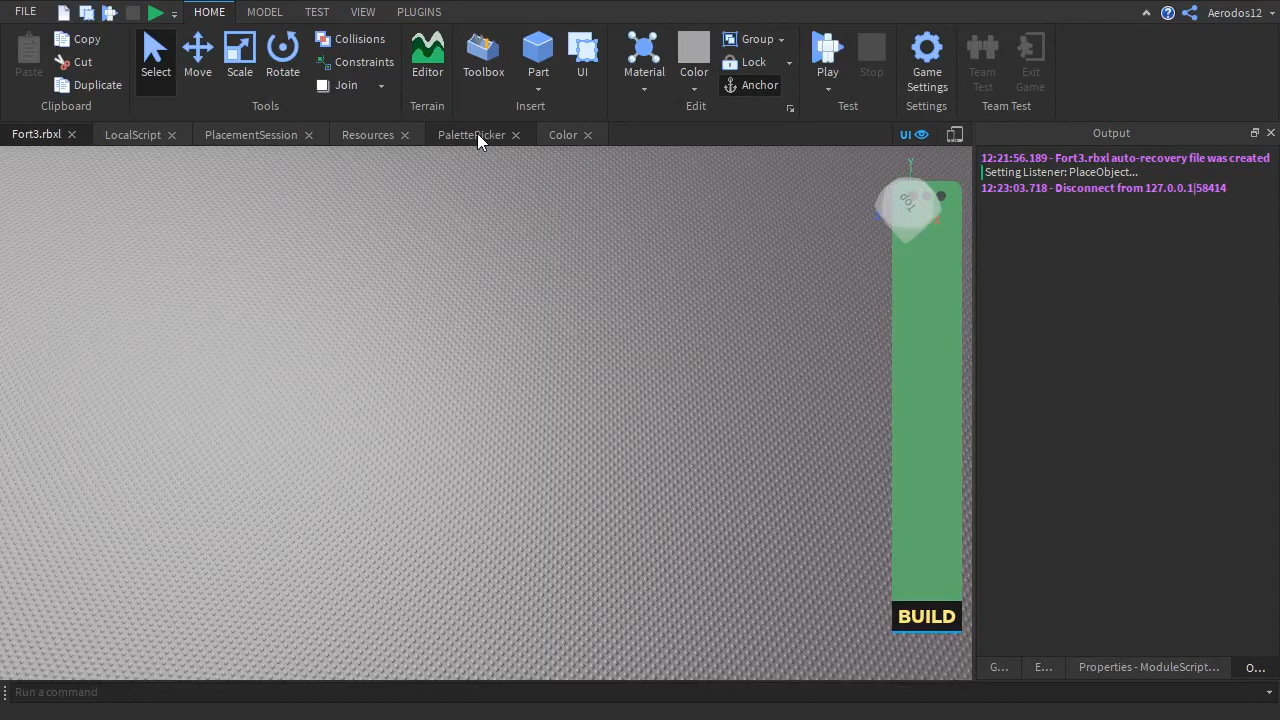 FILE HOME MODEL TEST VIEW PLUGINS Aerodos12
Paste Copy Cut Duplicate
Clipboard
Select Move Scale Rotate Collisions Constraints Join
Tools
Editor
Terrain
Toolbox Part UI
Insert
Material Color Group Lock Anchor
Edit
Play Stop
Test
Game Settings
Settings
Team Test Exit Game
Team Test
Fort3.rbxl LocalScript PlacementSession Resources PalettePicker Color UI
Output
12:21:56.189 - Fort3.rbxl auto-recovery file was created
Setting Listener: PlaceObject...
12:23:03.718 - Disconnect from 127.0.0.1|58414
Y
Top
BUILD
G... E... Properties - ModuleScript... O...
Run a command